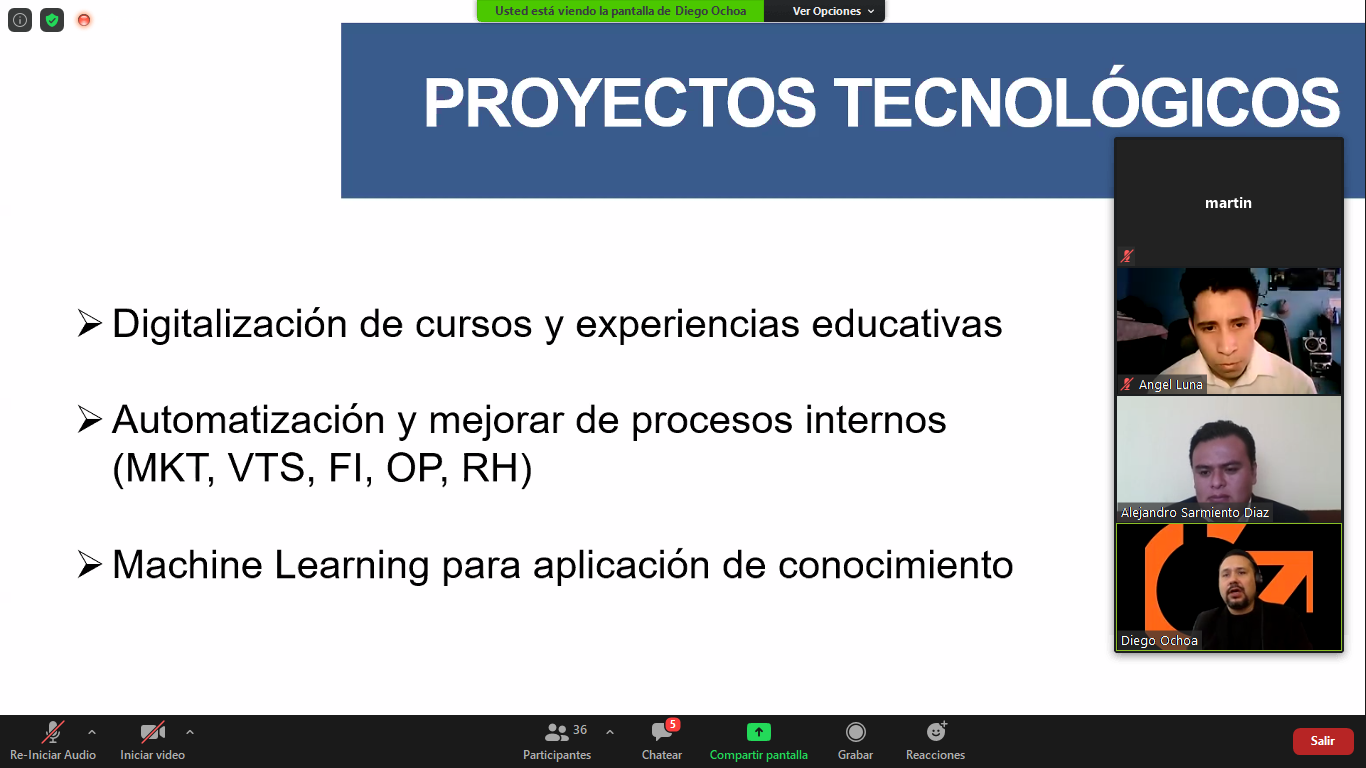 Usted está viendo la pantalla de Diego Ochoa
Ver Opciones
PROYECTOS TECNOLÓGICOS
martin
Digitalización de cursos y experiencias educativas
Angel Luna
Automatización y mejorar de procesos internos
(MKT, VTS, FI, OP, RH)
Alejandro Sarmiento Diaz
Machine Learning para aplicación de conocimiento
Diego Ochoa
Re-Iniciar Audio
Iniciar video
36
Participantes
5
Chatear
Compartir pantalla
Grabar
Reacciones
Salir